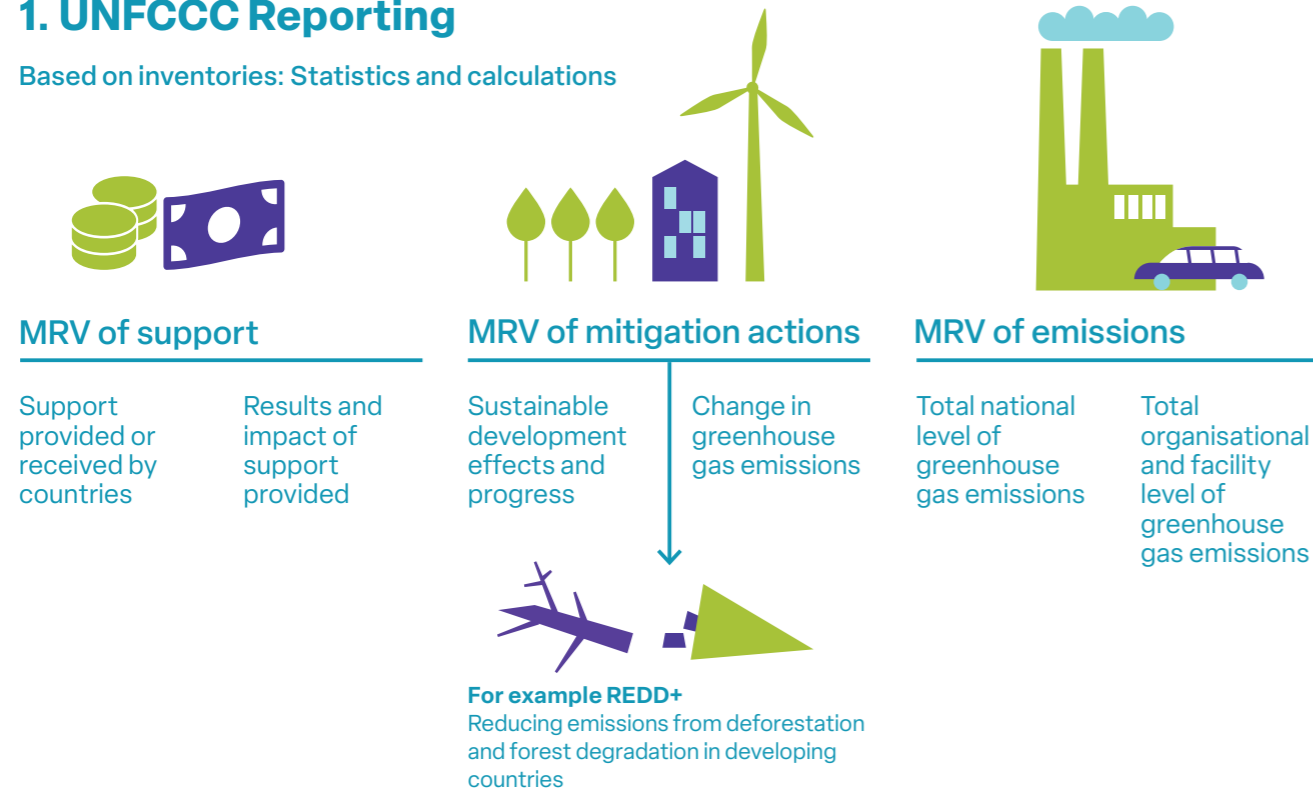 1. UNFCCC Reporting
Based on inventories: Statistics and calculations
MRV of support
Support
provided or
received by
countries
Results and
impact of
support
provided
MRV of mitigation actions
Sustainable
development
effects and
progress
Change in
greenhouse
gas emissions
For example REDD+
Reducing emissions from deforestation
and forest degradation in developing
countries
MRV of emissions
Total national
level of
greenhouse
gas emissions
Total
organisational
and facility
level of
greenhouse
gas emissions